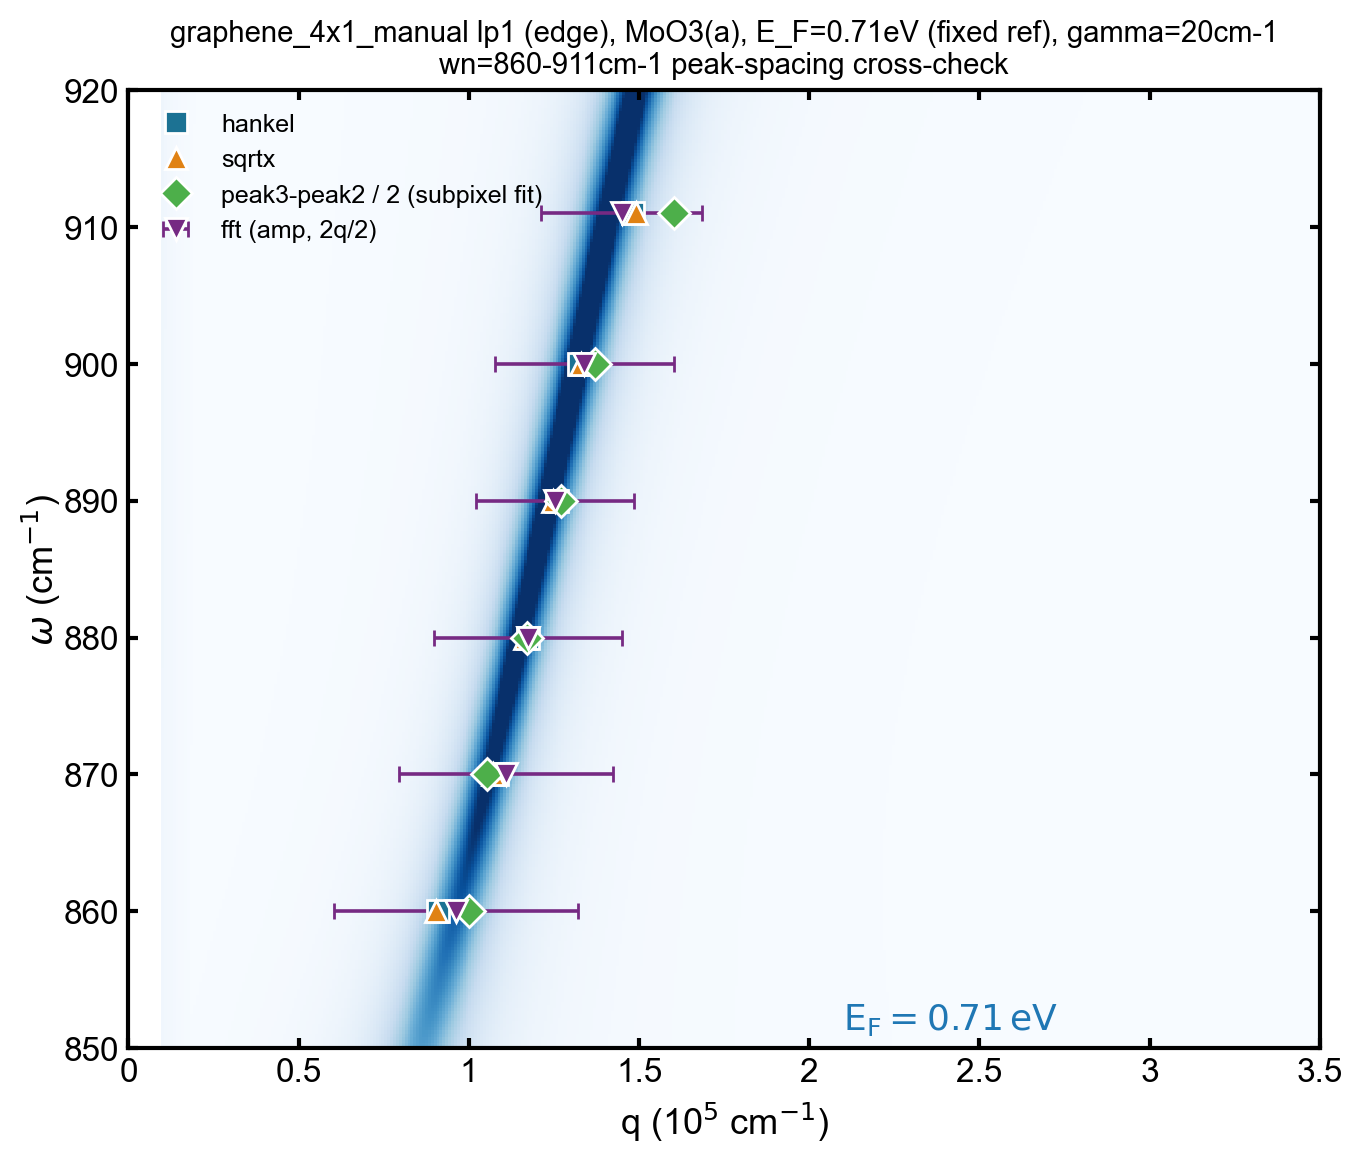 graphene_4x1_manual lp1 (edge), MoO3(a), E_F=0.71eV (fixed ref), gamma=20cm-1
wn=860-911cm-1 peak-spacing cross-check
920
910
900
890
880
870
860
850
ω (cm⁻¹)
hankel
sqrtx
peak3-peak2 / 2 (subpixel fit)
fft (amp, 2q/2)
E_F = 0.71 eV
0 0.5 1 1.5 2 2.5 3 3.5
q (10⁵ cm⁻¹)